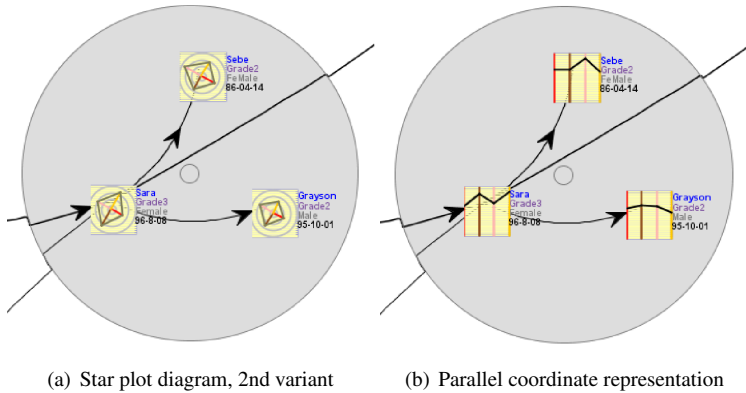 Sebe
Grade2
FeMale
86-04-14
Sara
Grade3
Female
96-8-08
Grayson
Grade2
Male
95-10-01
Sebe
Grade2
FeMale
86-04-14
Sara
Grade3
Female
96-8-08
Grayson
Grade2
Male
95-10-01
(a) Star plot diagram, 2nd variant
(b) Parallel coordinate representation